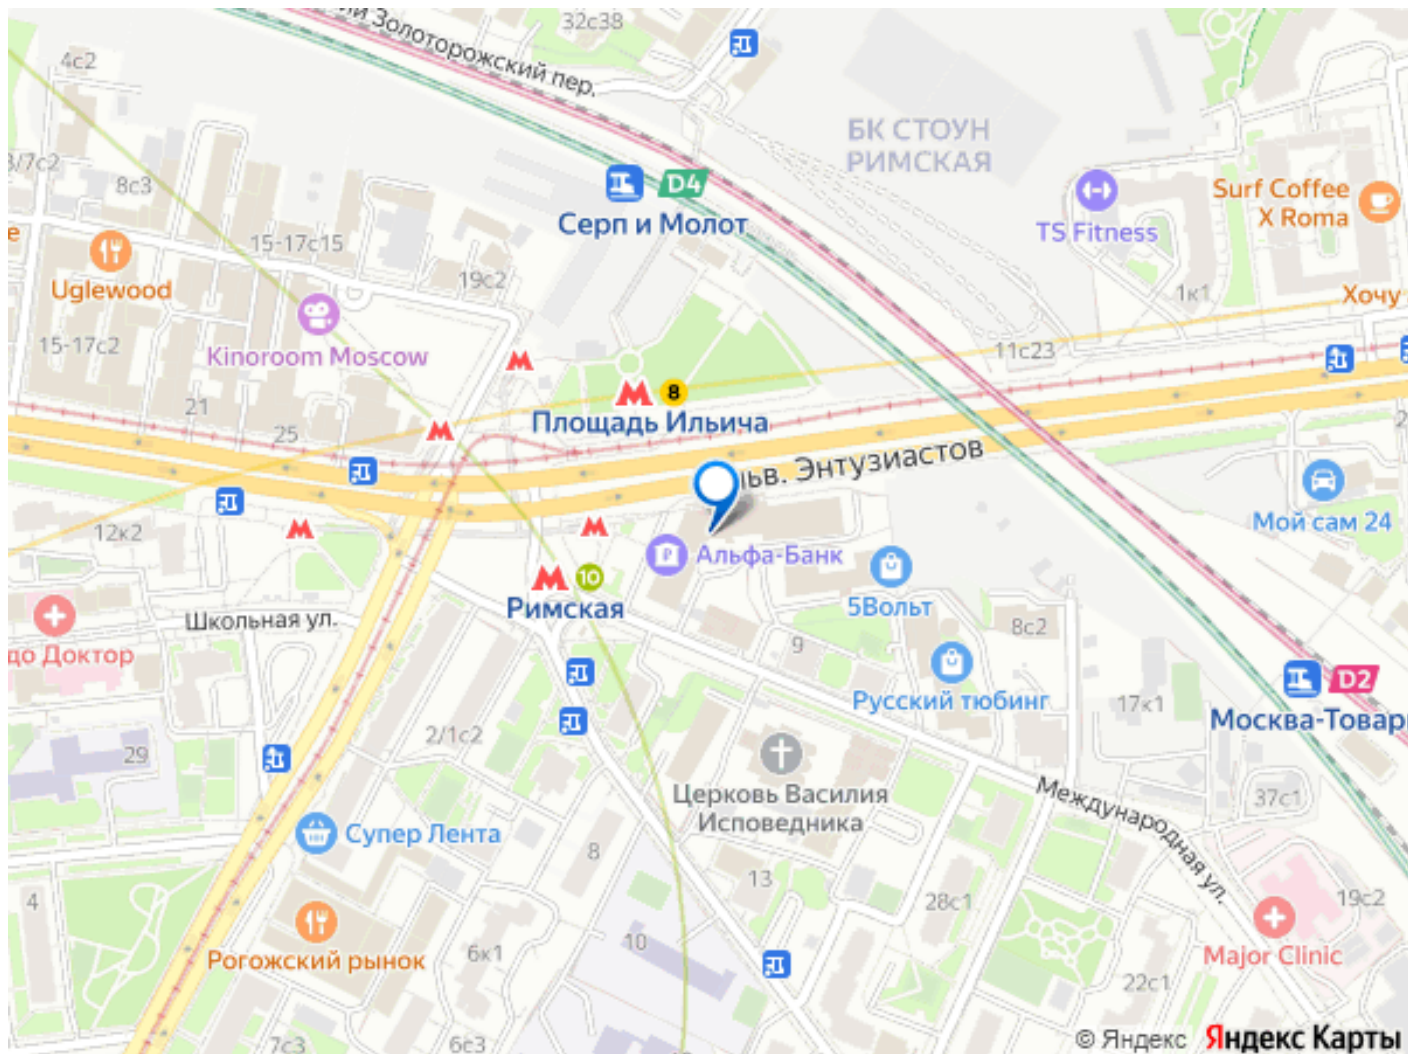 32с38
Золоторожский пер.
4с2
БК СТОУН
РИМСКАЯ
D4
Серп и Молот
3/7с2
8с3
Surf Coffee
X Roma
TS Fitness
15-17с15
19с2
Uglewood
1к1
Хочу
Kinoroom Moscow
15-17с2
11с23
21
25
8
Площадь Ильича
ьв. Энтузиастов
12к2
Мой сам 24
Альфа-Банк
10
Римская
5Вольт
Школьная ул.
8с2
до Доктор
9
D2
Русский тюбинг
17к1
Москва-Товар
2/1с2
29
Церковь Василия
Исповедника
Международная ул.
37с1
Супер Лента
8
13
4
28с1
19с2
10
Рогожский рынок
6к1
Major Clinic
22с1
7с3
6с3
© Яндекс Яндекс Карты